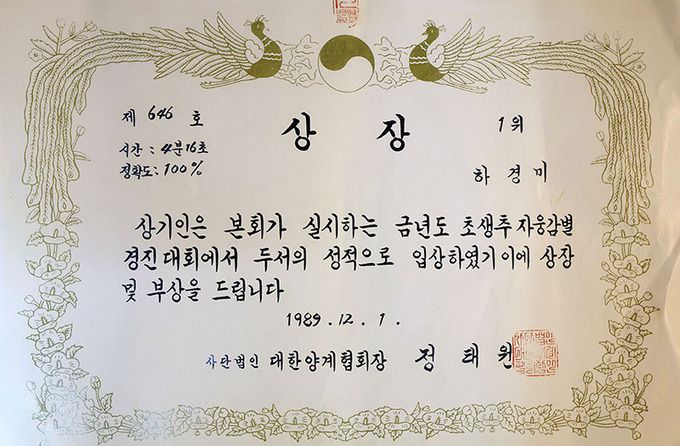 제 646 호
상 장
1위
시간 : 4분16초
정확도: 100%
하 경 미
상기인은 본회가 실시하는 금년도 초생추 자웅감별
경진대회에서 두서의 성적으로 입상하였기 이에 상장
및 부상을 드립니다
1989. 12. 1.
사단법인 대한양계협회장 정 태 원